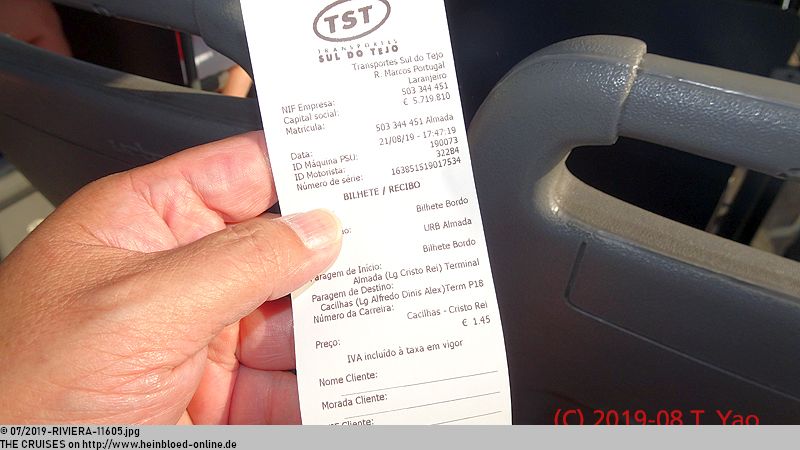 TST
TRANSPORTES
SUL DO TEJO
Transportes Sul do Tejo
R. Marcos Portugal
Laranjeiro
NIF Empresa: 503 344 451
Capital social: € 5.719.810
Matrícula: 503 344 451 Almada
Data: 21/08/19 - 17:47:19
ID Máquina PSU: 190073
ID Motorista: 32284
Número de série: 163851519017534
BILHETE / RECIBO
Bilhete Bordo
URB Almada
Bilhete Bordo
Paragem de Início:
Almada (Lg Cristo Rei) Terminal
Paragem de Destino:
Cacilhas (Lg Alfredo Dinis Alex)Term P18
Número da Carreira:
Cacilhas - Cristo Rei
Preço: € 1.45
IVA incluído à taxa em vigor
Nome Cliente:
Morada Cliente:
Cliente:
(C) 2019-08 T. Yao
© 07/2019-RIVIERA-11605.jpg
THE CRUISES on http://www.heinbloed-online.de